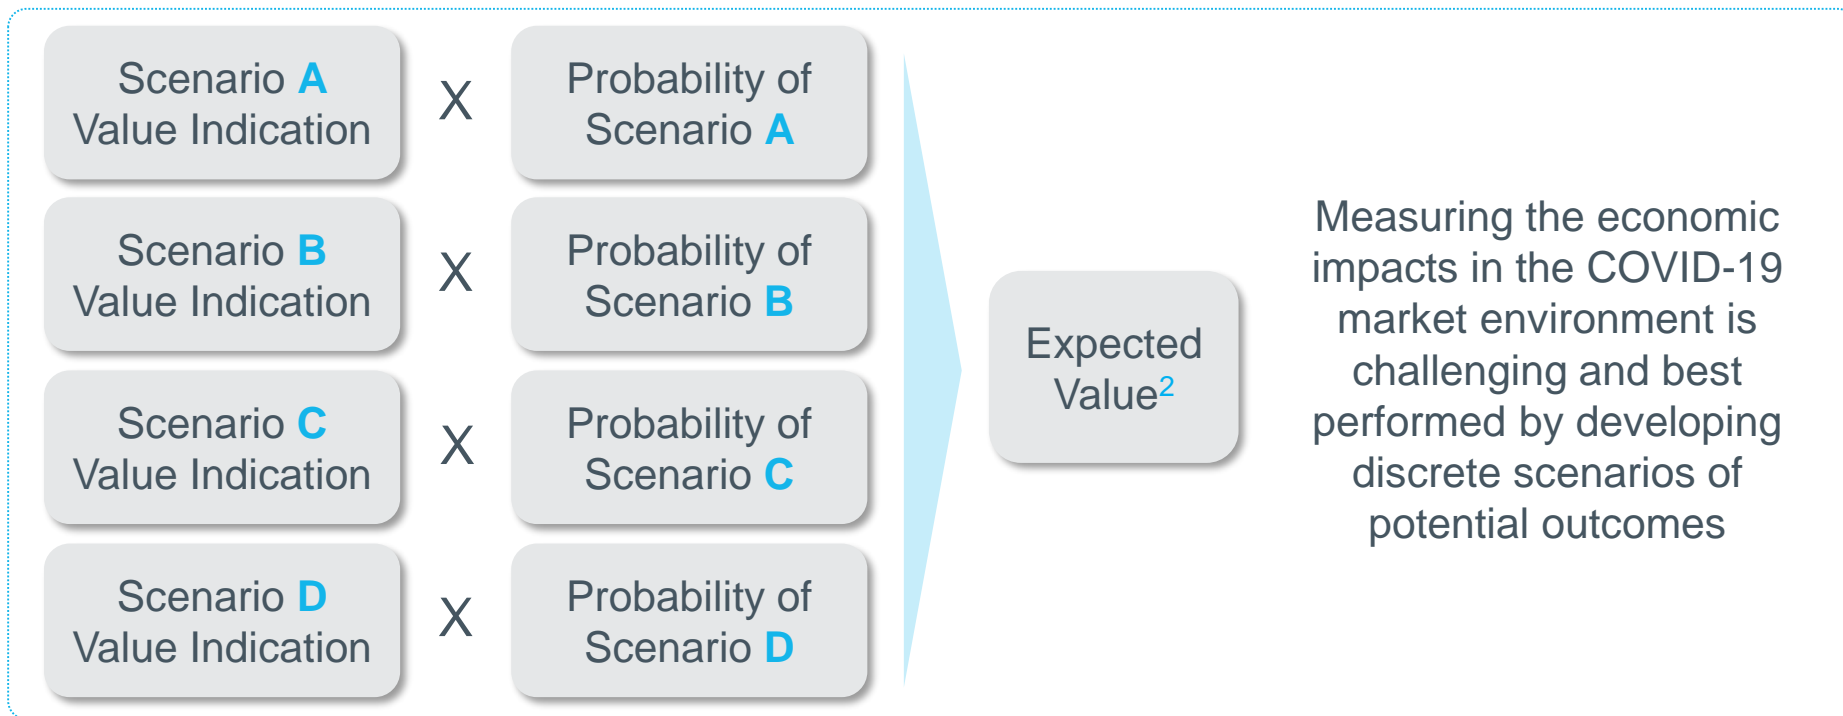 Scenario A
Value Indication
X
Probability of
Scenario A
Scenario B
Value Indication
X
Probability of
Scenario B
Scenario C
Value Indication
X
Probability of
Scenario C
Scenario D
Value Indication
X
Probability of
Scenario D
Expected
Value²
Measuring the economic
impacts in the COVID-19
market environment is
challenging and best
performed by developing
discrete scenarios of
potential outcomes